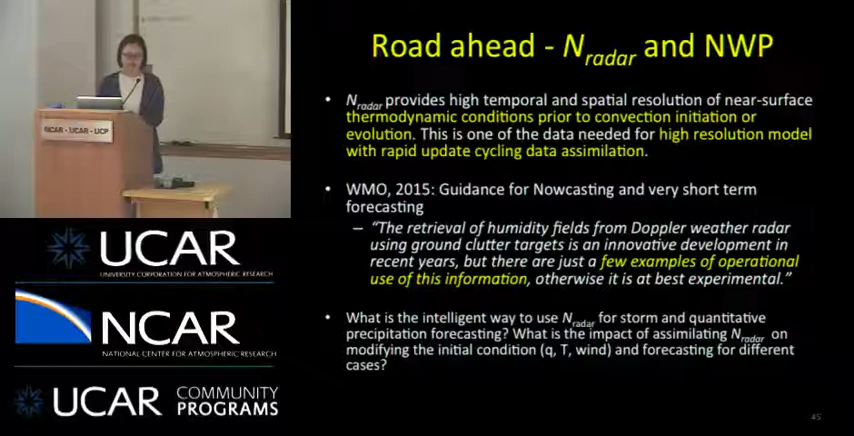 Road ahead - Nradar and NWP
• Nradar provides high temporal and spatial resolution of near-surface
thermodynamic conditions prior to convection initiation or
evolution. This is one of the data needed for high resolution model
with rapid update cycling data assimilation.
• WMO, 2015: Guidance for Nowcasting and very short term
forecasting
– “The retrieval of humidity fields from Doppler weather radar
using ground clutter targets is an innovative development in
recent years, but there are just a few examples of operational
use of this information, otherwise it is at best experimental.”
• What is the intelligent way to use Nradar for storm and quantitative
precipitation forecasting? What is the impact of assimilating Nradar on
modifying the initial condition (q, T, wind) and forecasting for different
cases?
45
NCAR - UCAR - UCP
UCAR
UNIVERSITY CORPORATION FOR ATMOSPHERIC RESEARCH
NCAR
NATIONAL CENTER FOR ATMOSPHERIC RESEARCH
UCAR COMMUNITY
PROGRAMS